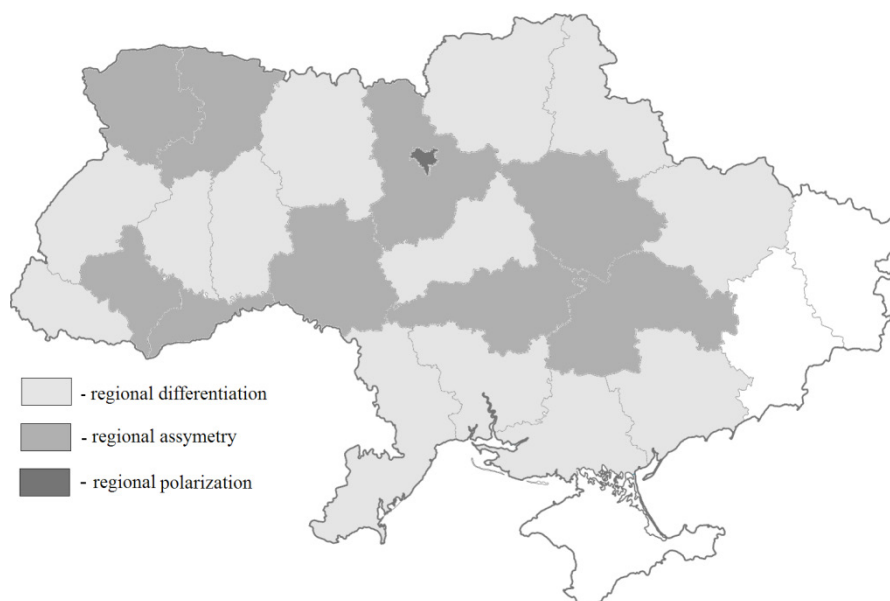 - regional differentiation
- regional assymetry
- regional polarization